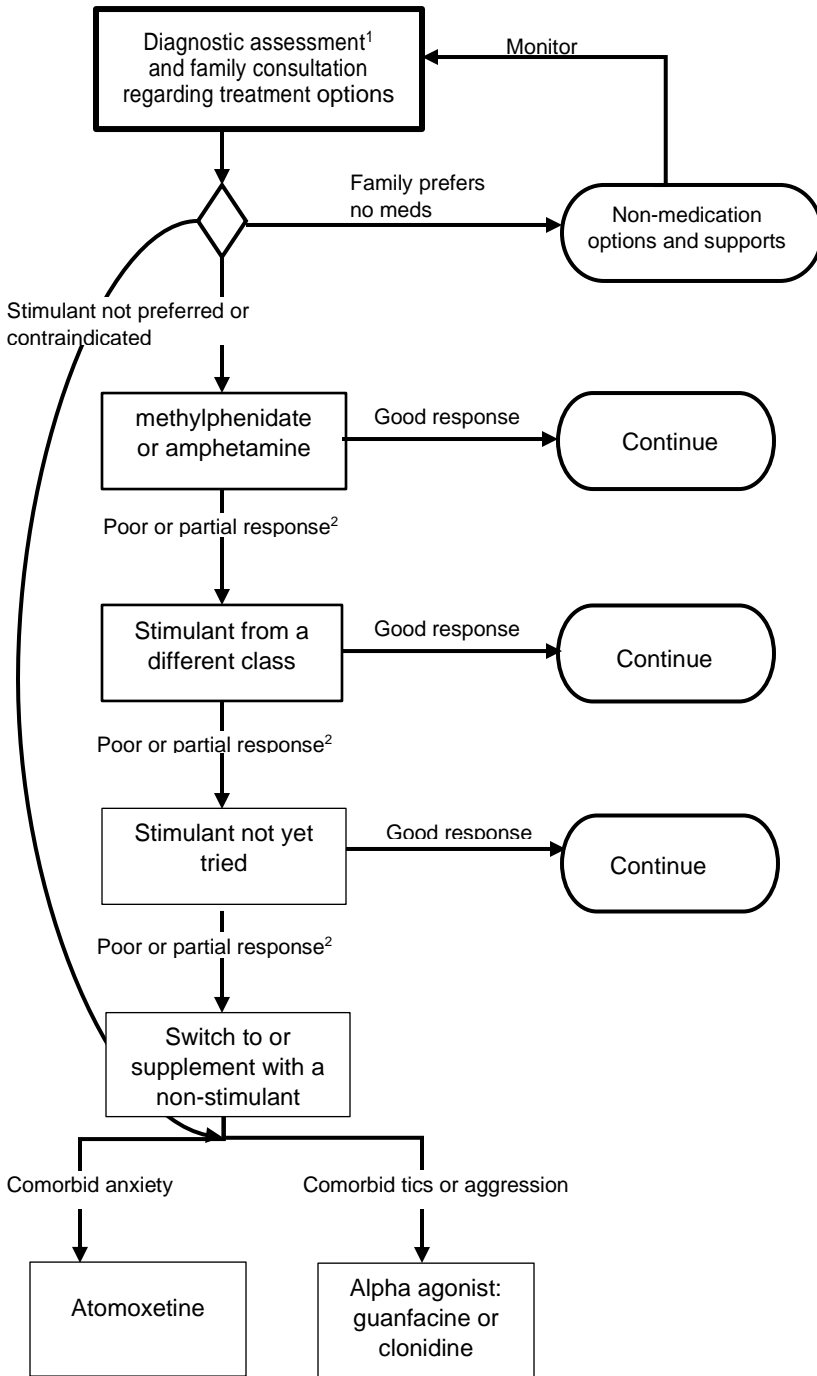 Diagnostic assessment¹
and family consultation
regarding treatment options
Monitor
Family prefers
no meds
Non-medication
options and supports
Stimulant not preferred or
contraindicated
methylphenidate
or amphetamine
Good response
Continue
Poor or partial response²
Stimulant from a
different class
Good response
Continue
Poor or partial response²
Stimulant not yet
tried
Good response
Continue
Poor or partial response²
Switch to or
supplement with a
non-stimulant
Comorbid anxiety
Comorbid tics or aggression
Atomoxetine
Alpha agonist:
guanfacine or
clonidine